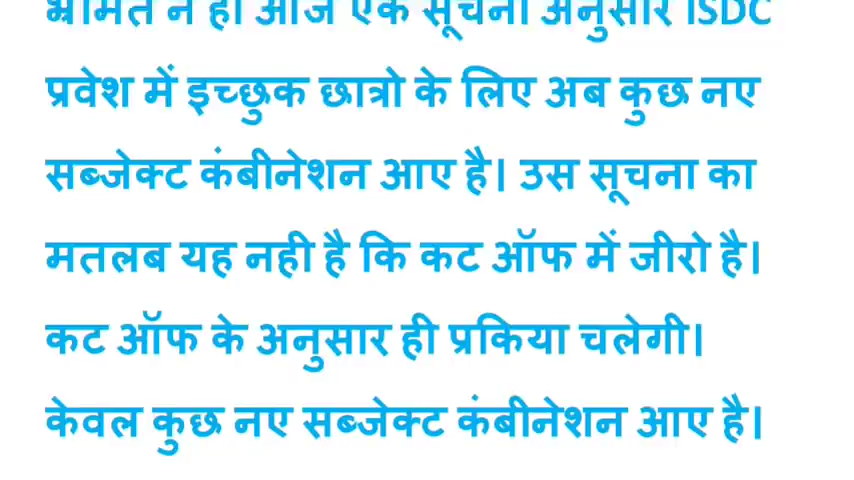 भ्रमित न हो आज एक सूचना अनुसार ISDC
प्रवेश में इच्छुक छात्रो के लिए अब कुछ नए
सब्जेक्ट कंबीनेशन आए है। उस सूचना का
मतलब यह नही है कि कट ऑफ में जीरो है।
कट ऑफ के अनुसार ही प्रकिया चलेगी।
केवल कुछ नए सब्जेक्ट कंबीनेशन आए है।